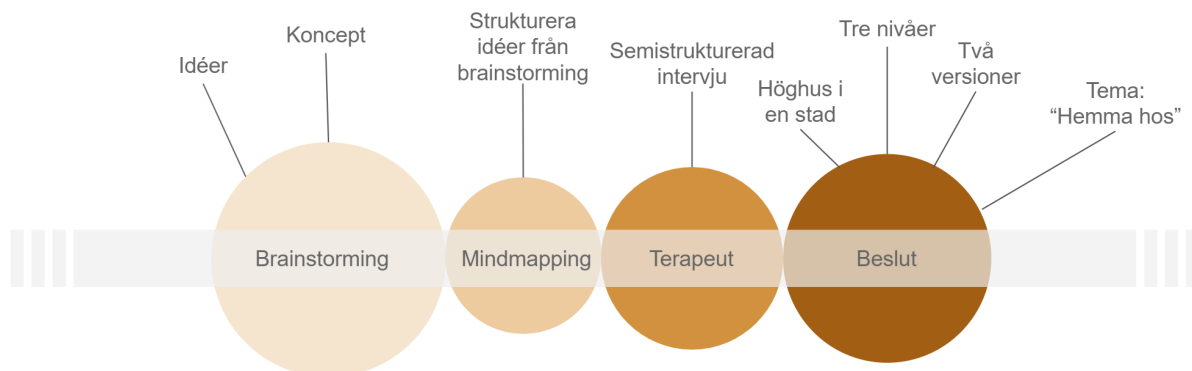 Idéer
Koncept
Strukturera
idéer från
brainstorming
Semistrukturerad
intervju
Höghus i
en stad
Tre nivåer
Två
versioner
Tema:
“Hemma hos”
Brainstorming
Mindmapping
Terapeut
Beslut